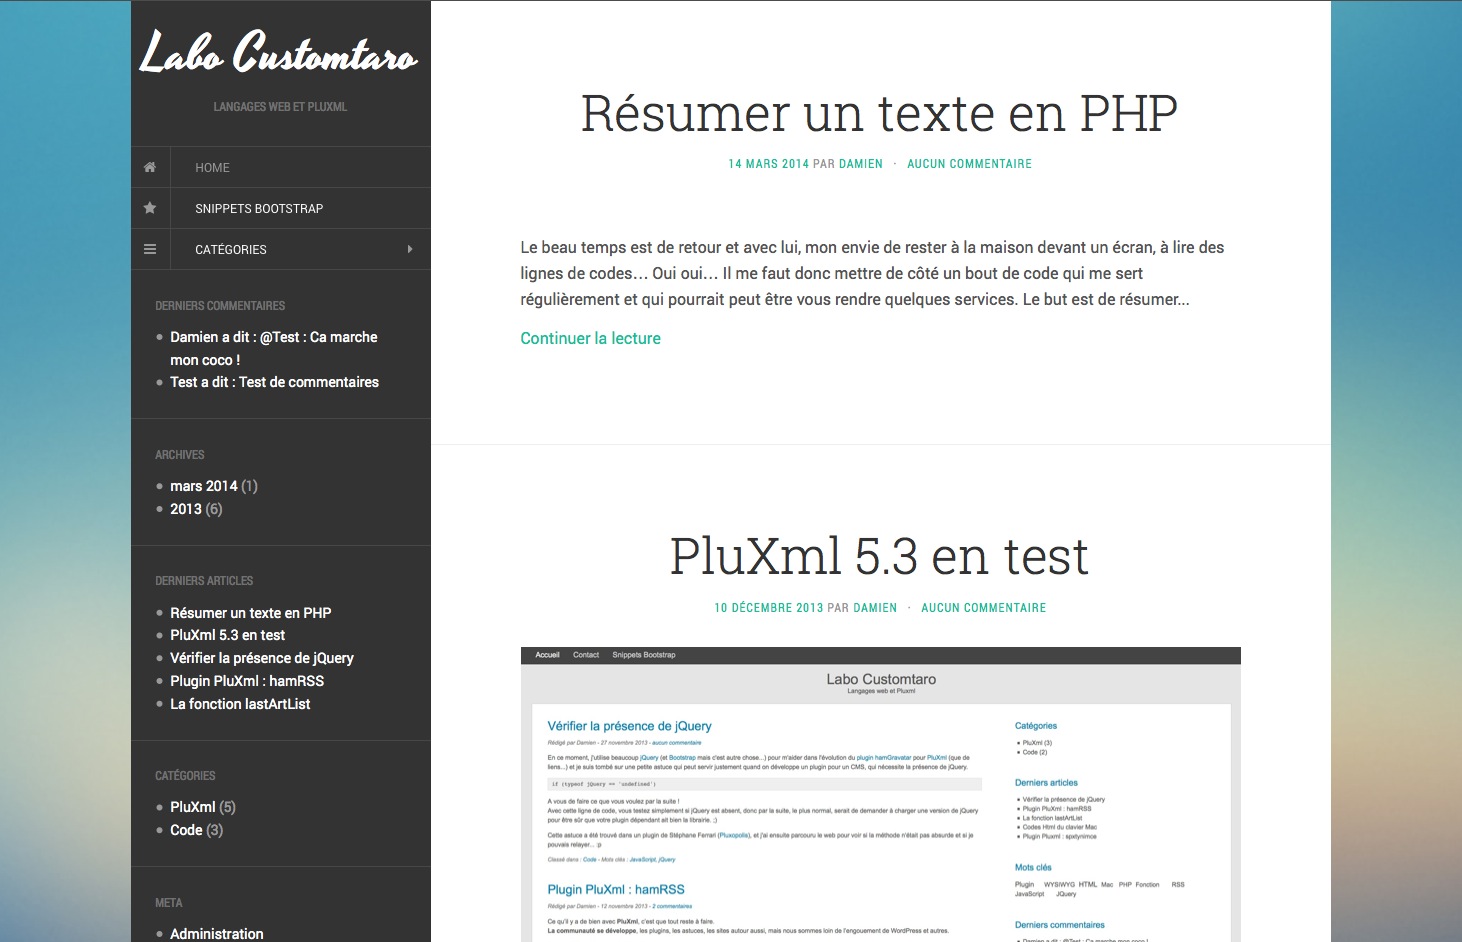 Labo Customtaro
LANGAGES WEB ET PLUXML
HOME
SNIPPETS BOOTSTRAP
CATÉGORIES
DERNIERS COMMENTAIRES
Damien a dit : @Test : Ca marche
mon coco !
Test a dit : Test de commentaires
ARCHIVES
mars 2014 (1)
2013 (6)
DERNIERS ARTICLES
Résumer un texte en PHP
PluXml 5.3 en test
Vérifier la présence de jQuery
Plugin PluXml : hamRSS
La fonction lastArtList
CATÉGORIES
PluXml (5)
Code (3)
META
Administration
Résumer un texte en PHP
14 MARS 2014 PAR DAMIEN · AUCUN COMMENTAIRE
Le beau temps est de retour et avec lui, mon envie de rester à la maison devant un écran, à lire des
lignes de codes… Oui oui… Il me faut donc mettre de côté un bout de code qui me sert
régulièrement et qui pourrait peut être vous rendre quelques services. Le but est de résumer...
Continuer la lecture
PluXml 5.3 en test
10 DÉCEMBRE 2013 PAR DAMIEN · AUCUN COMMENTAIRE
Accueil Contact Snippets Bootstrap
Labo Customtaro
Langages web et Pluxml
Vérifier la présence de jQuery
Rédigé par Damien - 27 novembre 2013 - aucun commentaire
En ce moment, j'utilise beaucoup jQuery (et Bootstrap mais c'est autre chose...) pour m'aider dans l'évolution du plugin hamGravatar pour PluXml (que de
liens...) et je suis tombé sur une petite astuce qui peut servir justement quand on développe un plugin pour un CMS, qui nécessite la présence de jQuery.
if (typeof jQuery == 'undefined')
A vous de faire ce que vous voulez par la suite !
Avec cette ligne de code, vous testez simplement si jQuery est absent, donc par la suite, le plus normal, serait de demander à charger une version de jQuery
pour être sûr que votre plugin dépendant ait bien la librairie. ;)
Cette astuce a été trouvé dans un plugin de Stéphane Ferrari (Pluxopolis), et j'ai ensuite parcouru le web pour voir si la méthode n'était pas absurde et si je
pouvais relayer... :p
Classé dans : Code - Mots clés : JavaScript, jQuery
Plugin PluXml : hamRSS
Rédigé par Damien - 12 novembre 2013 - 2 commentaires
Ce qu'il y a de bien avec PluXml, c'est que tout reste à faire.
La communauté se développe, les plugins, les astuces, les sites autour aussi, mais nous sommes loin de l'engouement de WordPress et autres.
Catégories
PluXml (3)
Code (2)
Derniers articles
Vérifier la présence de jQuery
Plugin PluXml : hamRSS
La fonction lastArtList
Codes Html du clavier Mac
Plugin Pluxml : spxtynimce
Mots clés
Plugin WYSIWYG HTML Mac PHP Fonction RSS
JavaScript JQuery
Derniers commentaires
Damien a dit : @Test : Ca marche mon coco !